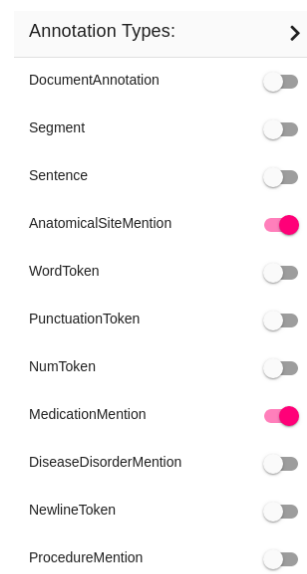 Annotation Types:
DocumentAnnotation
Segment
Sentence
AnatomicalSiteMention
WordToken
PunctuationToken
NumToken
MedicationMention
DiseaseDisorderMention
NewlineToken
ProcedureMention